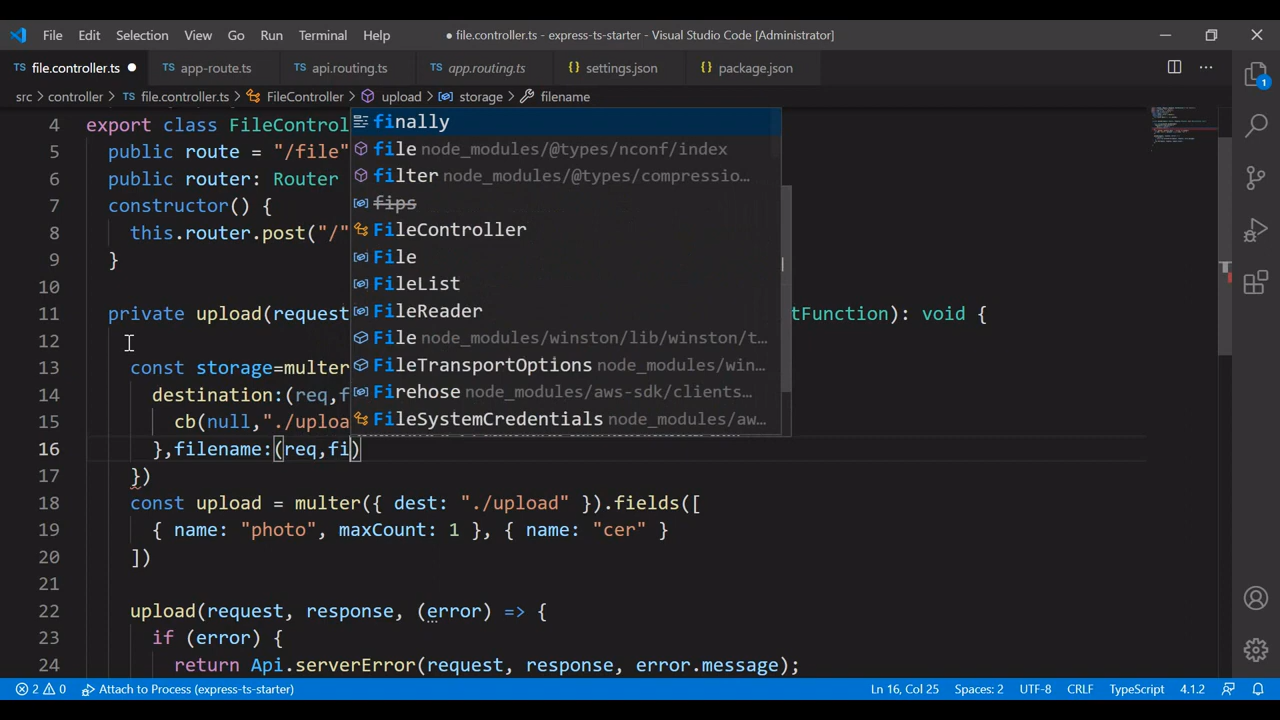 File Edit Selection View Go Run Terminal Help ● file.controller.ts - express-ts-starter - Visual Studio Code [Administrator]
TS file.controller.ts ● TS app-route.ts TS api.routing.ts TS app.routing.ts {} settings.json {} package.json
src > controller > TS file.controller.ts > FileController > upload > storage > filename
4 export class FileControl
5 public route = "/file"
6 public router: Router
7 constructor() {
8 this.router.post("/"
9 }
10
11 private upload(request tFunction): void {
12
13 const storage=multer
14 destination:(req,f
15 cb(null,"./uploa
16 },filename:(req,fi)
17 })
18 const upload = multer({ dest: "./upload" }).fields([
19 { name: "photo", maxCount: 1 }, { name: "cer" }
20 ])
21
22 upload(request, response, (error) => {
23 if (error) {
24 return Api.serverError(request, response, error.message);
finally
file node_modules/@types/nconf/index
filter node_modules/@types/compressio…
fips
FileController
File
FileList
FileReader
File node_modules/winston/lib/winston/t…
FileTransportOptions node_modules/win…
Firehose node_modules/aws-sdk/clients…
FileSystemCredentials node_modules/aw…
1
2 0 Attach to Process (express-ts-starter) Ln 16, Col 25 Spaces: 2 UTF-8 CRLF TypeScript 4.1.2